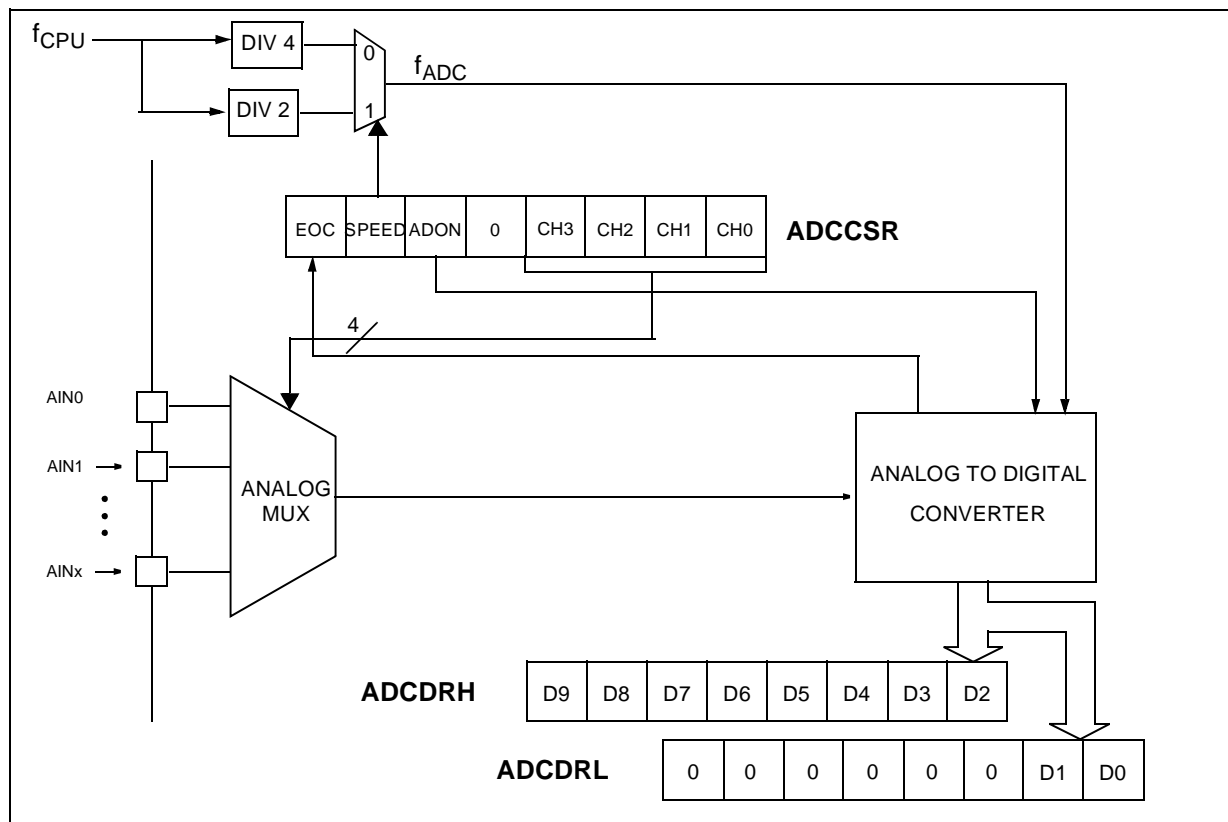 fCPU
DIV 4
0
fADC
DIV 2
1
EOC SPEED ADON 0 CH3 CH2 CH1 CH0
ADCCSR
4
AIN0
AIN1
AINx
ANALOG
MUX
ANALOG TO DIGITAL
CONVERTER
ADCDRH
D9 D8 D7 D6 D5 D4 D3 D2
ADCDRL
0 0 0 0 0 0 D1 D0